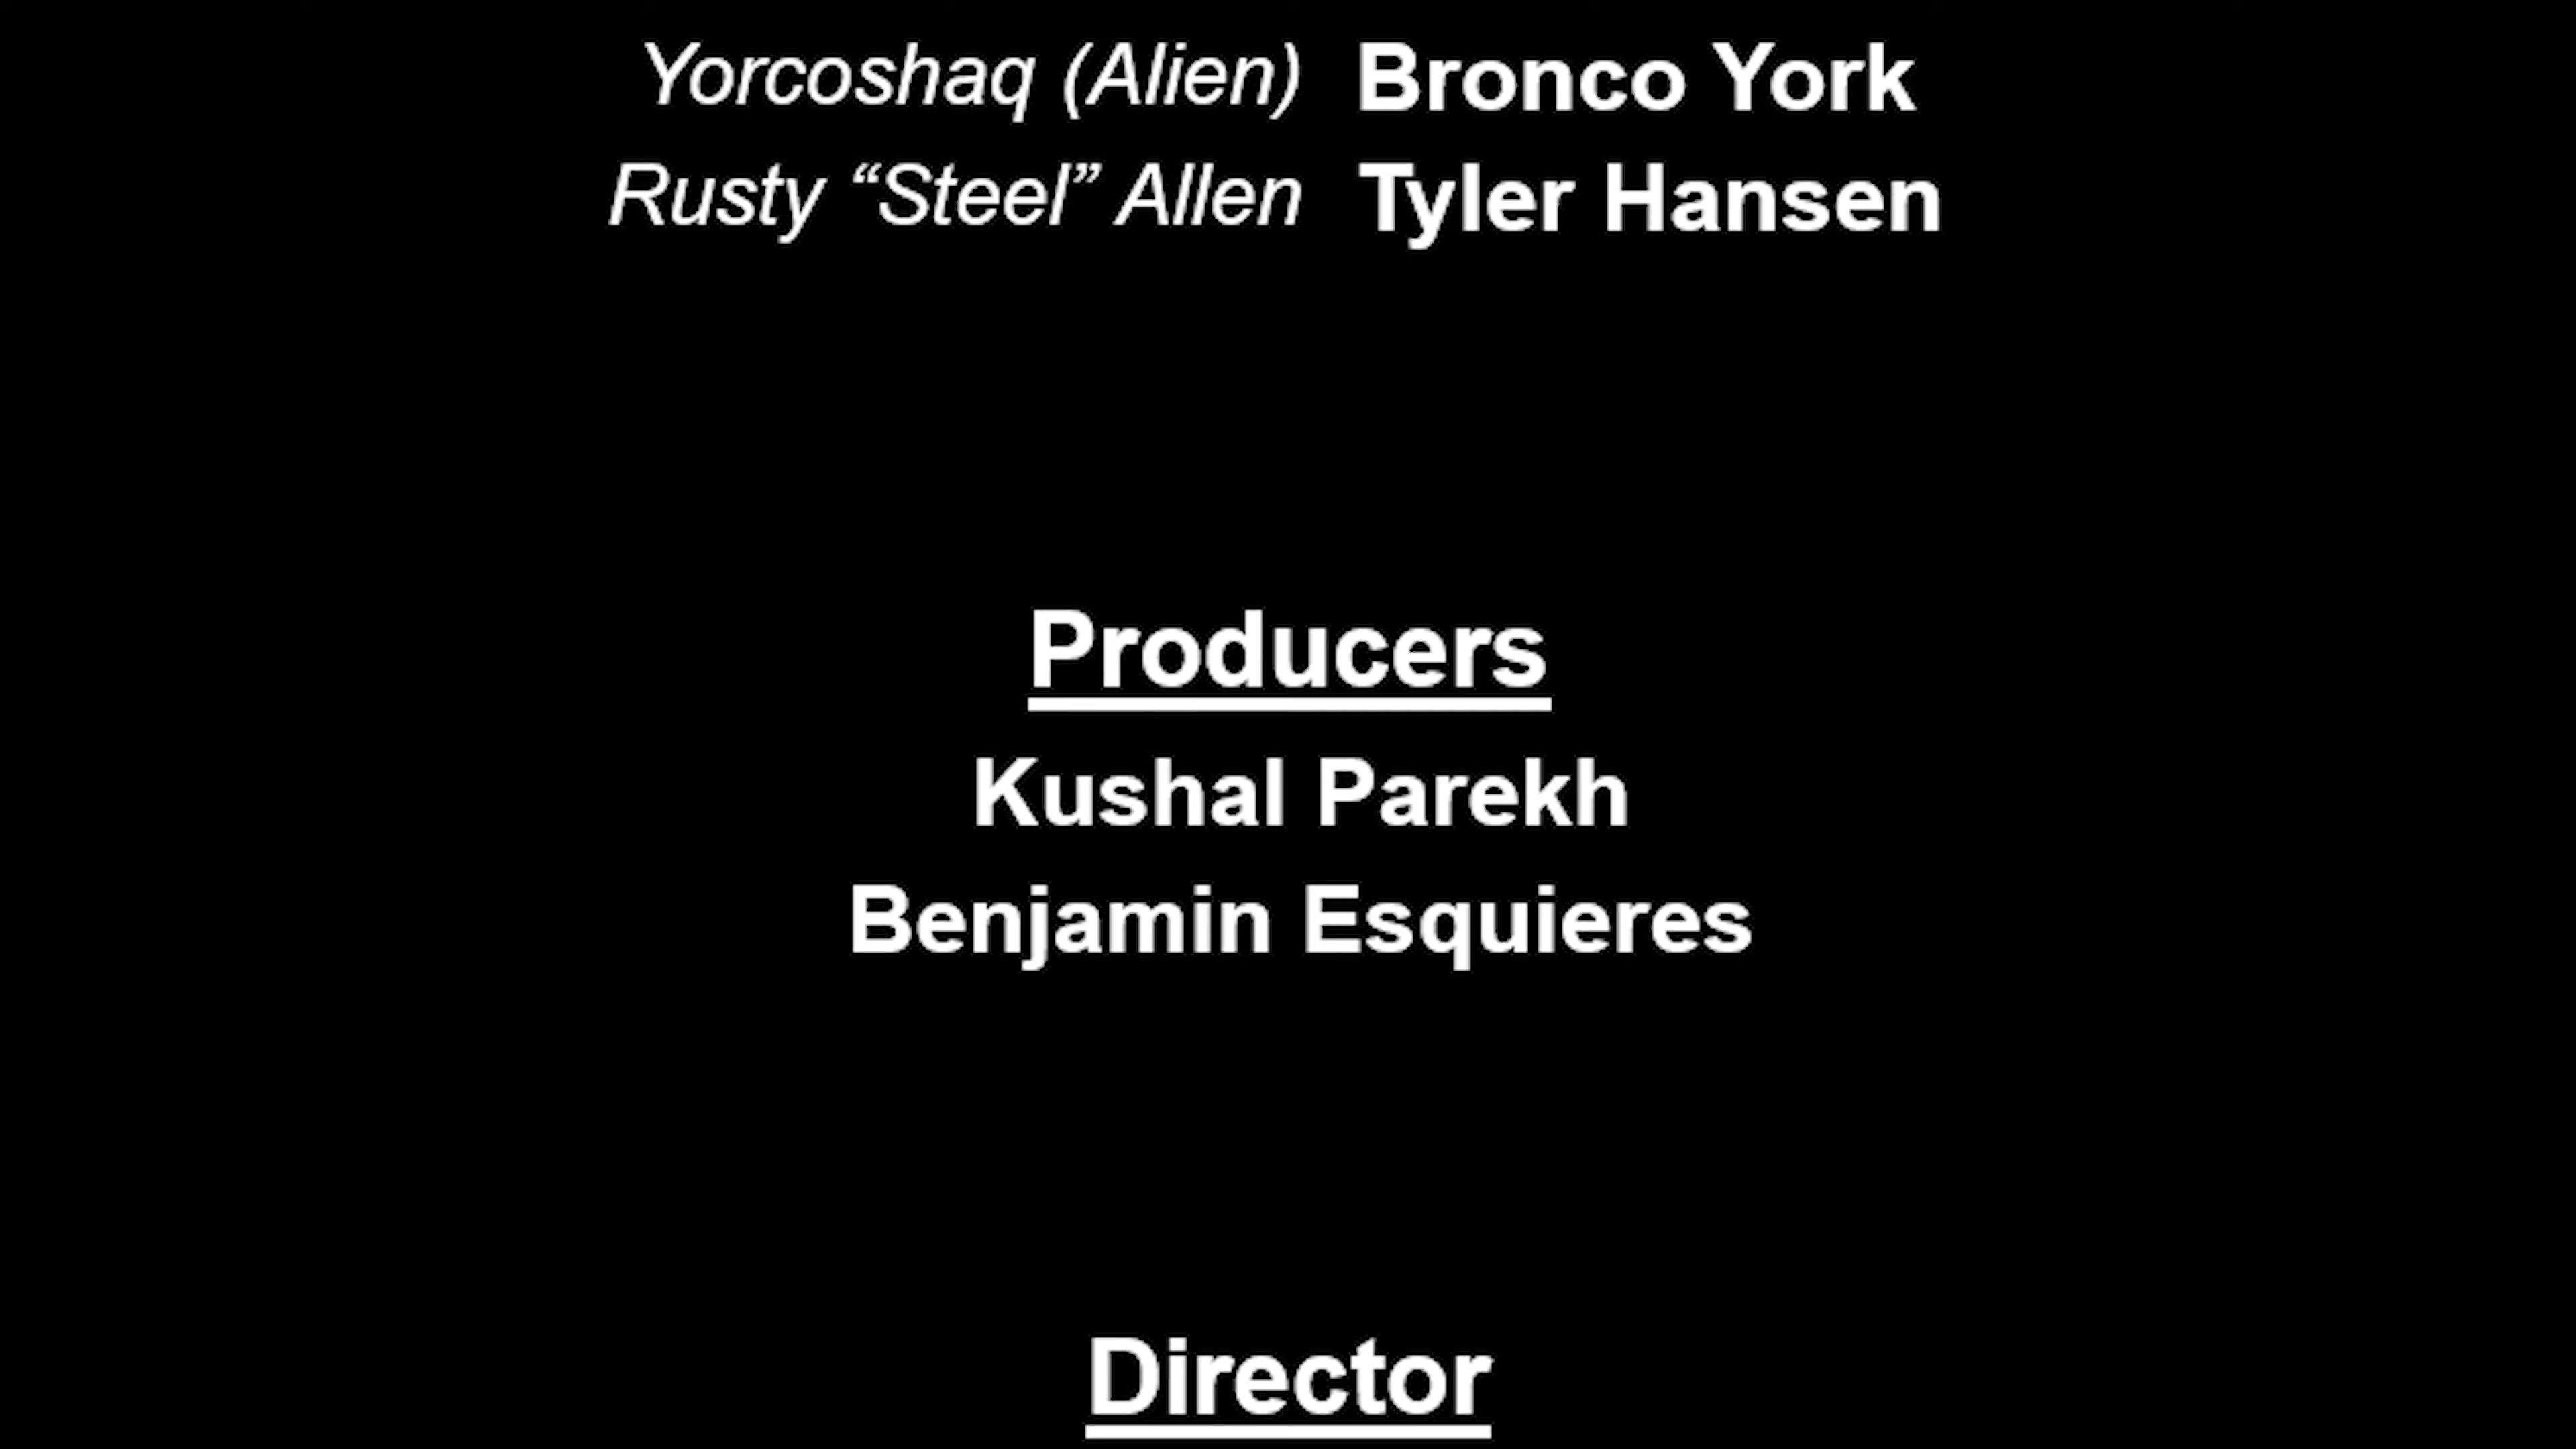 Yorcoshaq (Alien) Bronco York
Rusty “Steel” Allen Tyler Hansen
Producers
Kushal Parekh
Benjamin Esquieres
Director